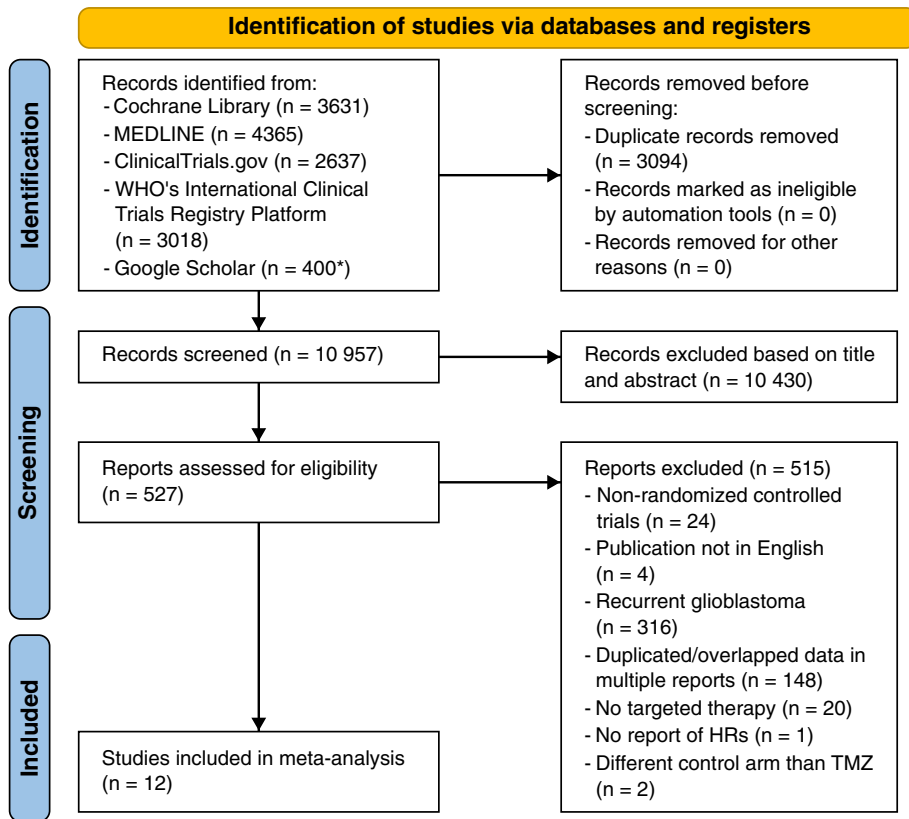 Identification of studies via databases and registers
Identification
Records identified from:
- Cochrane Library (n = 3631)
- MEDLINE (n = 4365)
- ClinicalTrials.gov (n = 2637)
- WHO's International Clinical
Trials Registry Platform
(n = 3018)
- Google Scholar (n = 400*)
Records removed before
screening:
- Duplicate records removed
(n = 3094)
- Records marked as ineligible
by automation tools (n = 0)
- Records removed for other
reasons (n = 0)
Screening
Records screened (n = 10 957)
Records excluded based on title
and abstract (n = 10 430)
Reports assessed for eligibility
(n = 527)
Reports excluded (n = 515)
- Non-randomized controlled
trials (n = 24)
- Publication not in English
(n = 4)
- Recurrent glioblastoma
(n = 316)
- Duplicated/overlapped data in
multiple reports (n = 148)
- No targeted therapy (n = 20)
- No report of HRs (n = 1)
- Different control arm than TMZ
(n = 2)
Included
Studies included in meta-analysis
(n = 12)